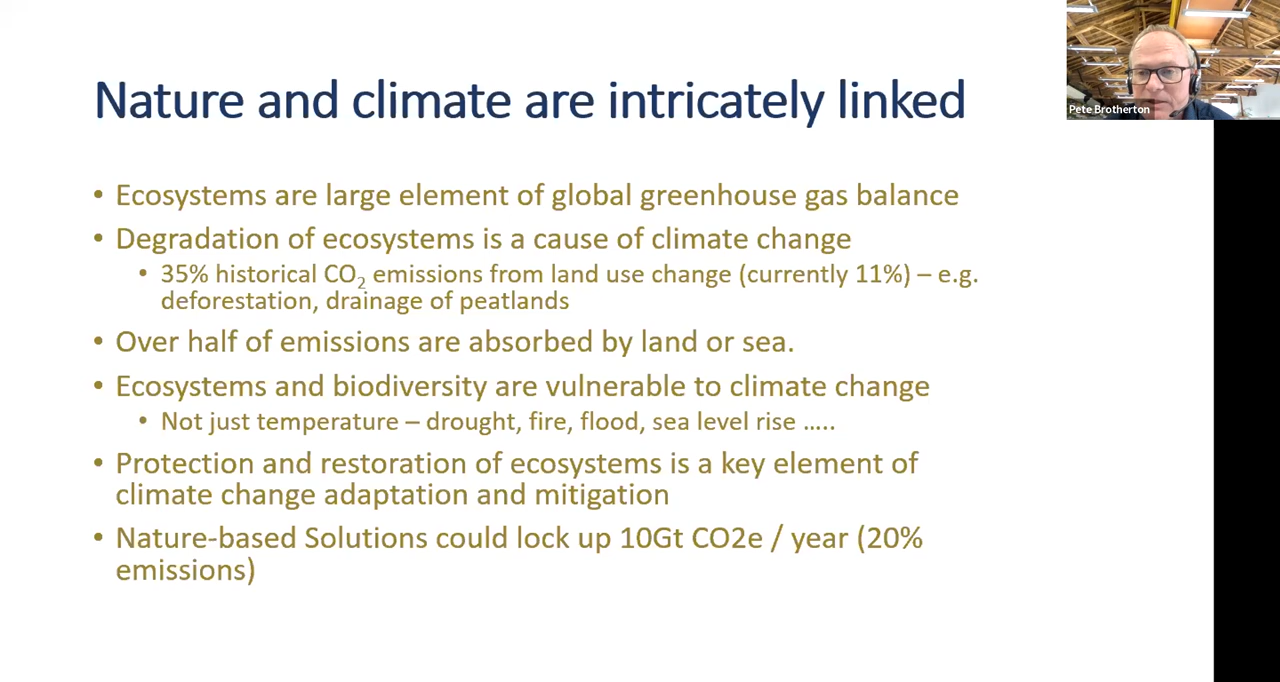 Nature and climate are intricately linked
Pete Brotherton
• Ecosystems are large element of global greenhouse gas balance
• Degradation of ecosystems is a cause of climate change
• 35% historical CO₂ emissions from land use change (currently 11%) – e.g.
deforestation, drainage of peatlands
• Over half of emissions are absorbed by land or sea.
• Ecosystems and biodiversity are vulnerable to climate change
• Not just temperature – drought, fire, flood, sea level rise …..
• Protection and restoration of ecosystems is a key element of
climate change adaptation and mitigation
• Nature-based Solutions could lock up 10Gt CO2e / year (20%
emissions)